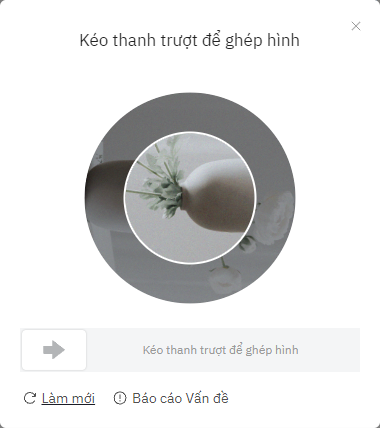 Kéo thanh trượt để ghép hình
Kéo thanh trượt để ghép hình
Làm mới
Báo cáo Vấn đề